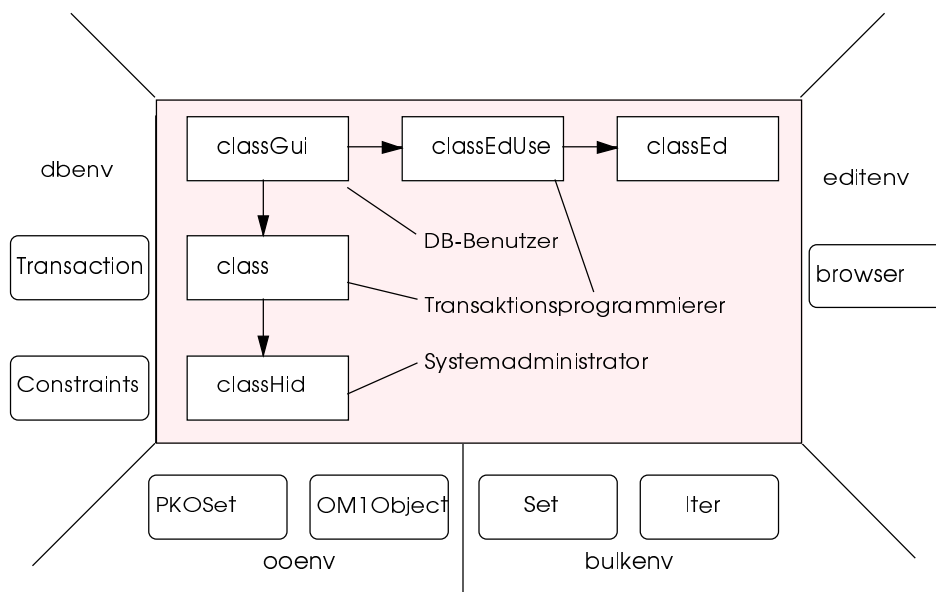 classGui
classEdUse
classEd
dbenv
editenv
DB-Benutzer
Transaction
class
browser
Transaktionsprogrammierer
Systemadministrator
Constraints
classHid
PKOSet
OM1Object
Set
Iter
ooenv
bulkenv